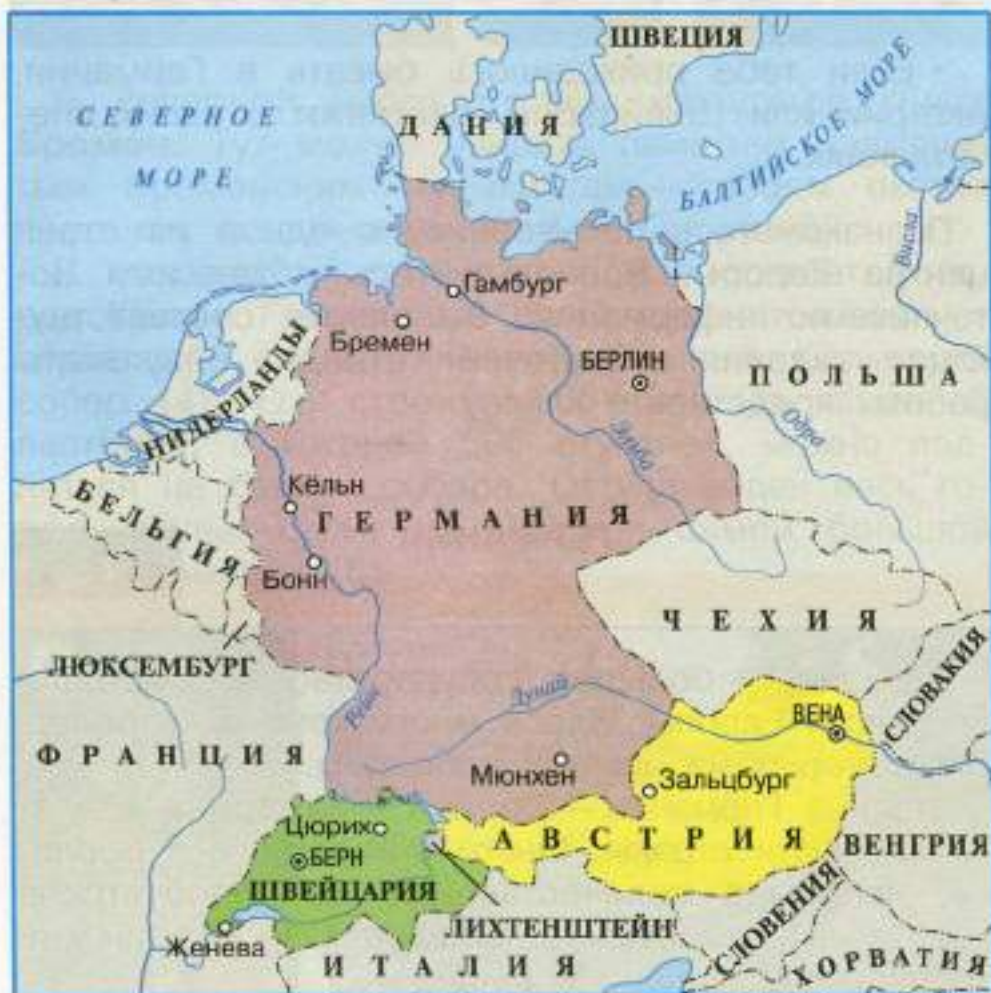 ШВЕЦИЯ
СЕВЕРНОЕ
МОРЕ
ДАНИЯ
БАЛТИЙСКОЕ МОРЕ
Висла
Гамбург
Бремен
БЕРЛИН
НИДЕРЛАНДЫ
ПОЛЬША
Одра
Эльба
Кёльн
ГЕРМАНИЯ
БЕЛЬГИЯ
Бонн
ЧЕХИЯ
ЛЮКСЕМБУРГ
СЛОВАКИЯ
Рейн
Дунай
ВЕНА
ФРАНЦИЯ
Мюнхен
Зальцбург
Цюрих
АВСТРИЯ
ВЕНГРИЯ
БЕРН
ШВЕЙЦАРИЯ
ЛИХТЕНШТЕЙН
СЛОВЕНИЯ
Женева
ИТАЛИЯ
ХОРВАТИЯ